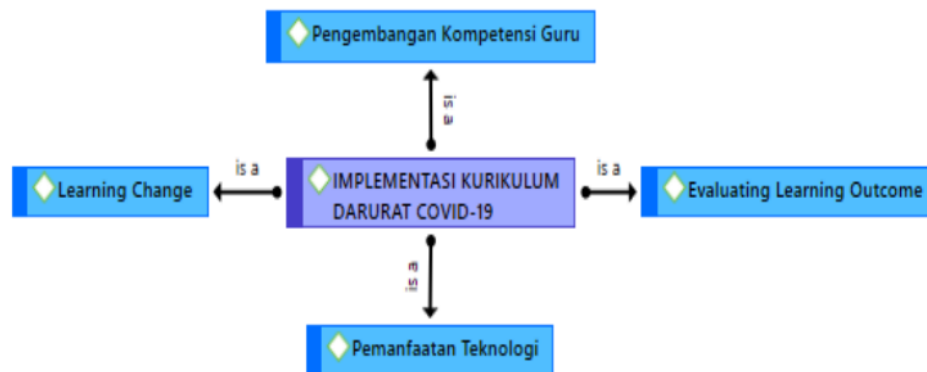 Pengembangan Kompetensi Guru
is a
is a
Learning Change
IMPLEMENTASI KURIKULUM
DARURAT COVID-19
is a
Evaluating Learning Outcome
is a
Pemanfaatan Teknologi